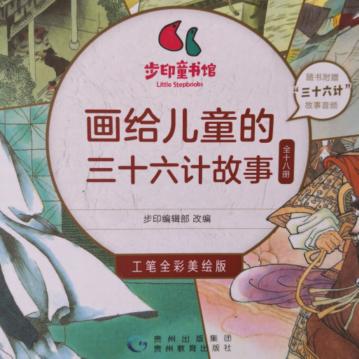 步印童书馆
Little Stepbooks
随书附赠
“三十六计”
故事音频
画给儿童的
三十六计故事
全十八册
步印编辑部 改编
工笔全彩美绘版
贵州出版集团
贵州教育出版社